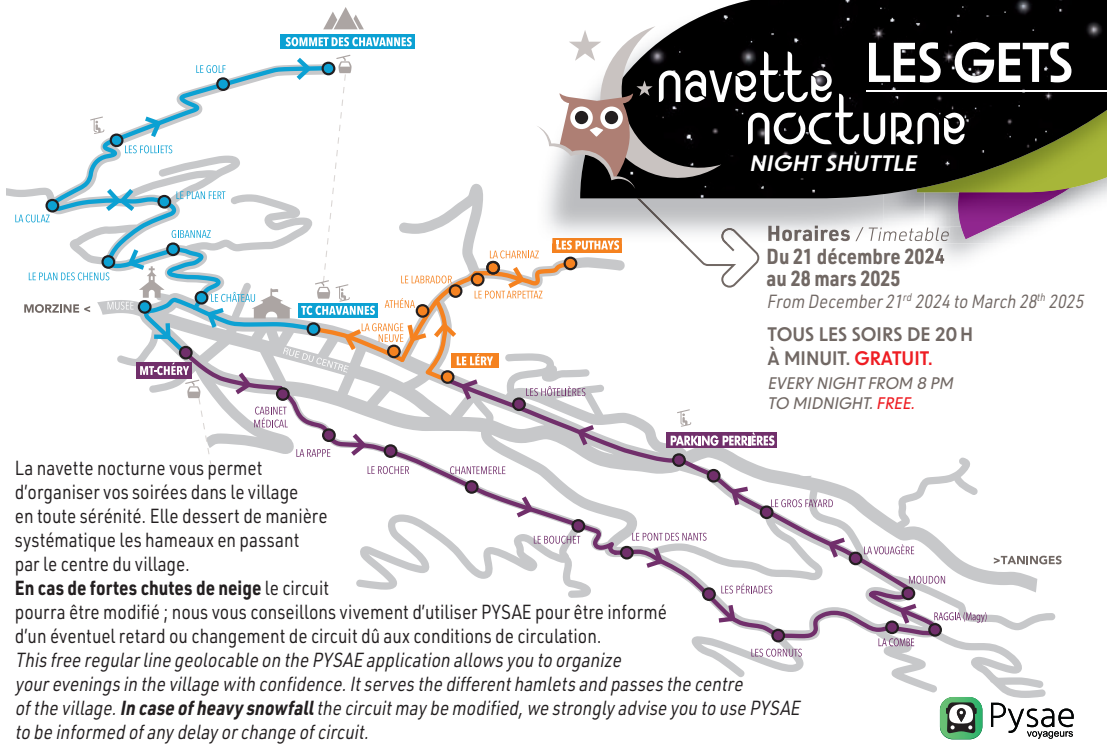 LES GETS
navette
nocturne
NIGHT SHUTTLE
Horaires / Timetable
Du 21 décembre 2024
au 28 mars 2025
From December 21rd 2024 to March 28th 2025
TOUS LES SOIRS DE 20 H
À MINUIT. GRATUIT.
EVERY NIGHT FROM 8 PM
TO MIDNIGHT. FREE.
SOMMET DES CHAVANNES
LE GOLF
LES FOLLIETS
LA CULAZ
LE PLAN FERT
GIBANNAZ
LE PLAN DES CHENUS
LE CHÂTEAU
MORZINE <
MUSÉE
TC CHAVANNES
RUE DU CENTRE
MT-CHÉRY
LES PUTHAYS
LA CHARNIAZ
LE LABRADOR
LE PONT ARPETTAZ
ATHÉNA
LA GRANGE
NEUVE
LE LÉRY
LES HÔTELIÈRES
CABINET
MÉDICAL
LA RAPPE
LE ROCHER
CHANTEMERLE
PARKING PERRIÈRES
LE GROS FAYARD
LE BOUCHET
LE PONT DES NANTS
LA VOUAGÈRE
>TANINGES
MOUDON
LES PÉRIADES
RAGGIA (Magy)
LA COMBE
LES CORNUTS
La navette nocturne vous permet
d'organiser vos soirées dans le village
en toute sérénité. Elle dessert de manière
systématique les hameaux en passant
par le centre du village.
En cas de fortes chutes de neige le circuit
pourra être modifié ; nous vous conseillons vivement d'utiliser PYSAE pour être informé
d'un éventuel retard ou changement de circuit dû aux conditions de circulation.
This free regular line geolocable on the PYSAE application allows you to organize
your evenings in the village with confidence. It serves the different hamlets and passes the centre
of the village. In case of heavy snowfall the circuit may be modified, we strongly advise you to use PYSAE
to be informed of any delay or change of circuit.
Pysae
voyageurs